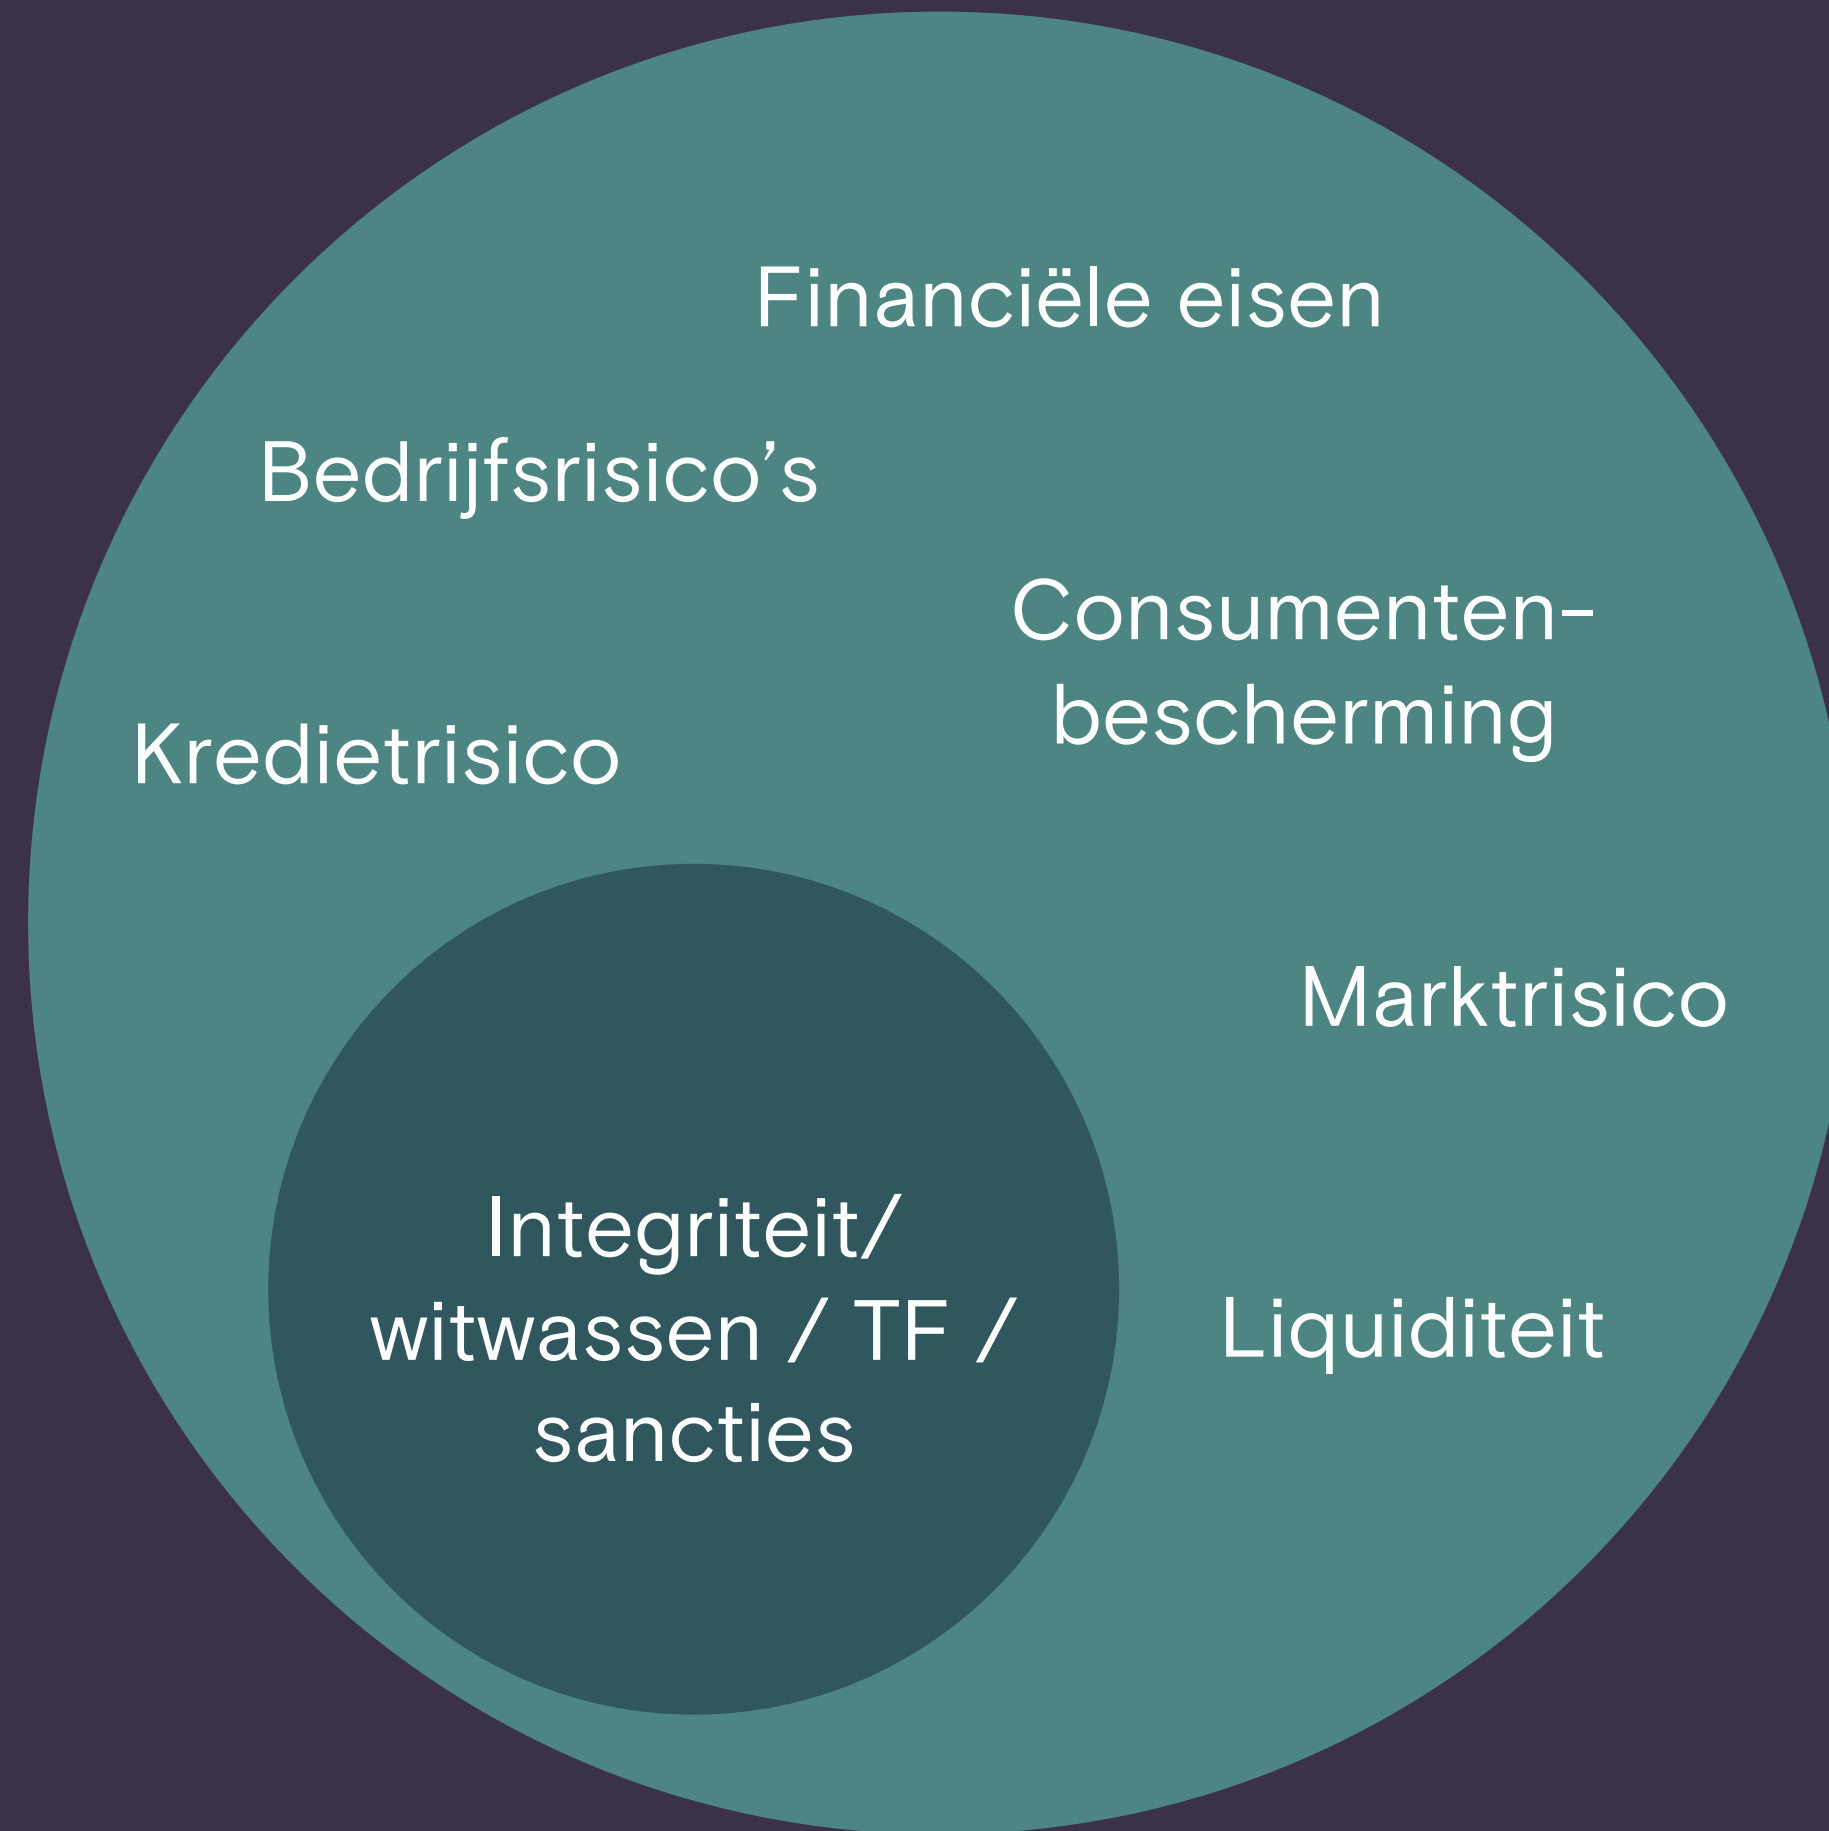 Financiële eisen
Bedrijfsrisico's
Consumenten-
bescherming
Kredietrisico
Marktrisico
Integriteit/
witwassen / TF /
sancties
Liquiditeit